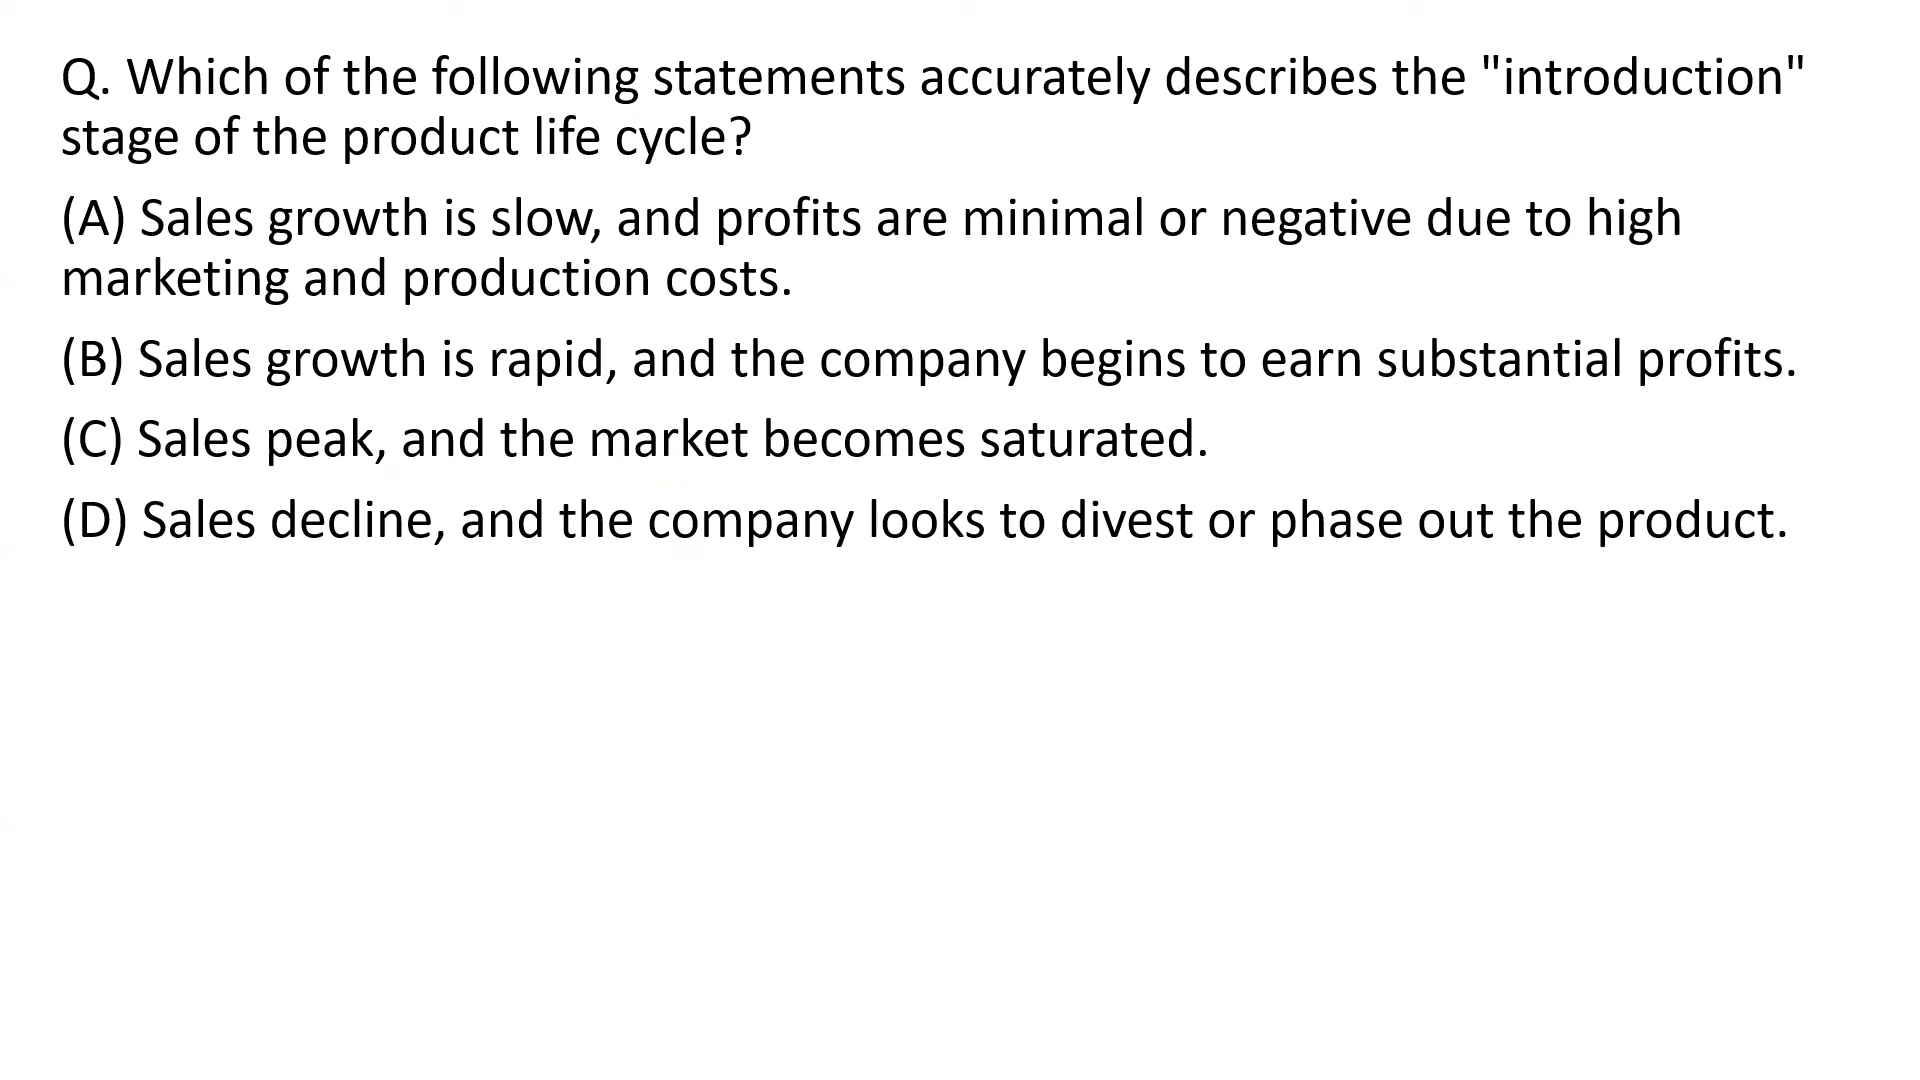 Q. Which of the following statements accurately describes the "introduction"
stage of the product life cycle?
(A) Sales growth is slow, and profits are minimal or negative due to high
marketing and production costs.
(B) Sales growth is rapid, and the company begins to earn substantial profits.
(C) Sales peak, and the market becomes saturated.
(D) Sales decline, and the company looks to divest or phase out the product.